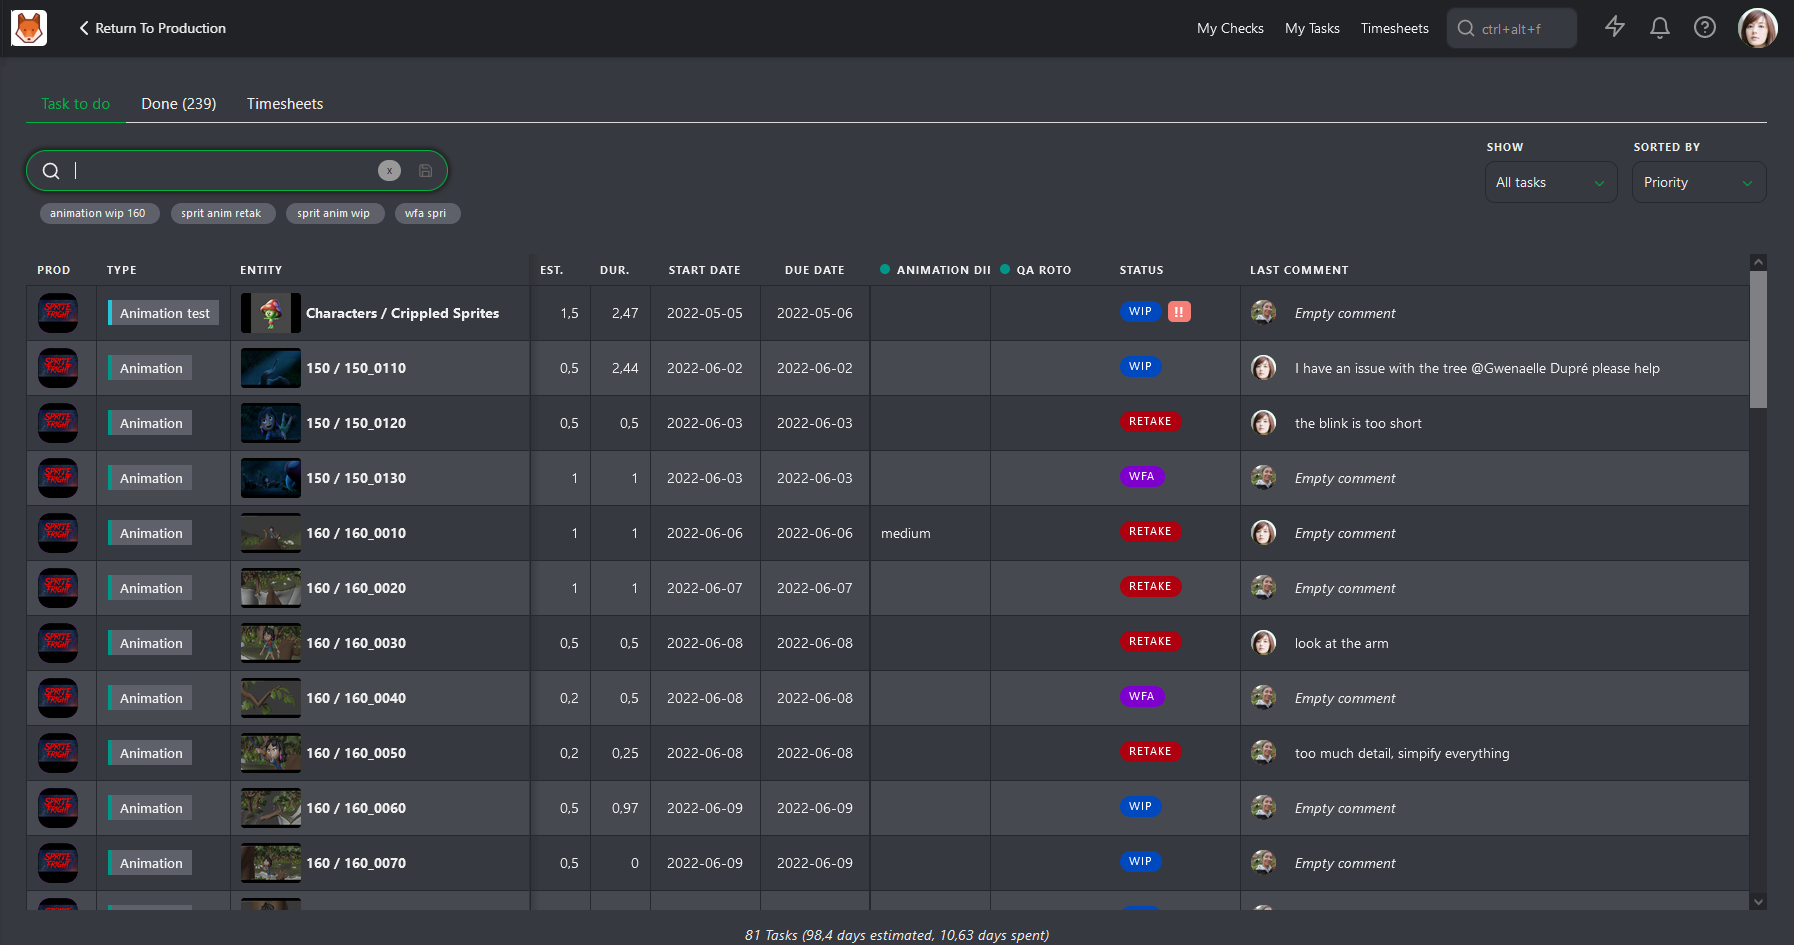 Return To Production My Checks My Tasks Timesheets ctrl+alt+f
Task to do Done (239) Timesheets
SHOW SORTED BY
x All tasks Priority
animation wip 160 sprit anim retak sprit anim wip wfa spri
PROD TYPE ENTITY EST. DUR. START DATE DUE DATE ANIMATION DII QA ROTO STATUS LAST COMMENT
SPRITE FRIGHT Animation test Characters / Crippled Sprites 1,5 2,47 2022-05-05 2022-05-06 WIP !! Empty comment
SPRITE FRIGHT Animation 150 / 150_0110 0,5 2,44 2022-06-02 2022-06-02 WIP I have an issue with the tree @Gwenaelle Dupré please help
SPRITE FRIGHT Animation 150 / 150_0120 0,5 0,5 2022-06-03 2022-06-03 RETAKE the blink is too short
SPRITE FRIGHT Animation 150 / 150_0130 1 1 2022-06-03 2022-06-03 WFA Empty comment
SPRITE FRIGHT Animation 160 / 160_0010 1 1 2022-06-06 2022-06-06 medium RETAKE Empty comment
SPRITE FRIGHT Animation 160 / 160_0020 1 1 2022-06-07 2022-06-07 RETAKE Empty comment
SPRITE FRIGHT Animation 160 / 160_0030 0,5 0,5 2022-06-08 2022-06-08 RETAKE look at the arm
SPRITE FRIGHT Animation 160 / 160_0040 0,2 0,5 2022-06-08 2022-06-08 WFA Empty comment
SPRITE FRIGHT Animation 160 / 160_0050 0,2 0,25 2022-06-08 2022-06-08 RETAKE too much detail, simpify everything
SPRITE FRIGHT Animation 160 / 160_0060 0,5 0,97 2022-06-09 2022-06-09 WIP Empty comment
SPRITE FRIGHT Animation 160 / 160_0070 0,5 0 2022-06-09 2022-06-09 WIP Empty comment
81 Tasks (98,4 days estimated, 10,63 days spent)